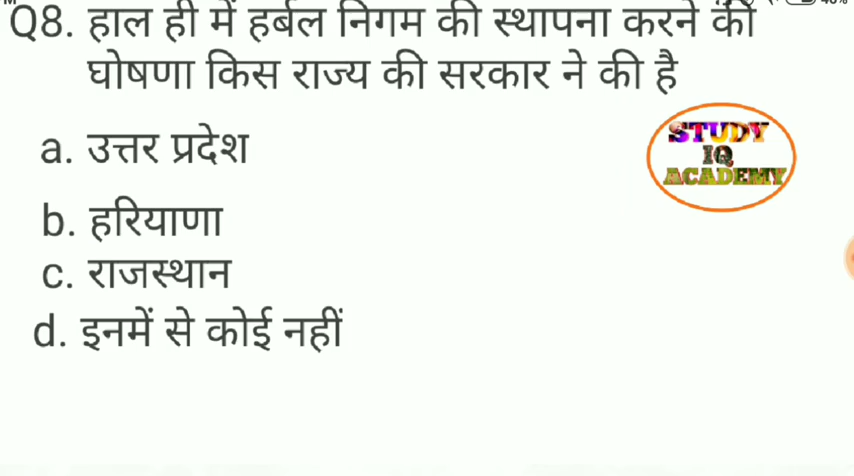 Q8. हाल ही में हर्बल निगम की स्थापना करने की
घोषणा किस राज्य की सरकार ने की है
a. उत्तर प्रदेश
STUDY
IQ
ACADEMY
b. हरियाणा
c. राजस्थान
d. इनमें से कोई नहीं